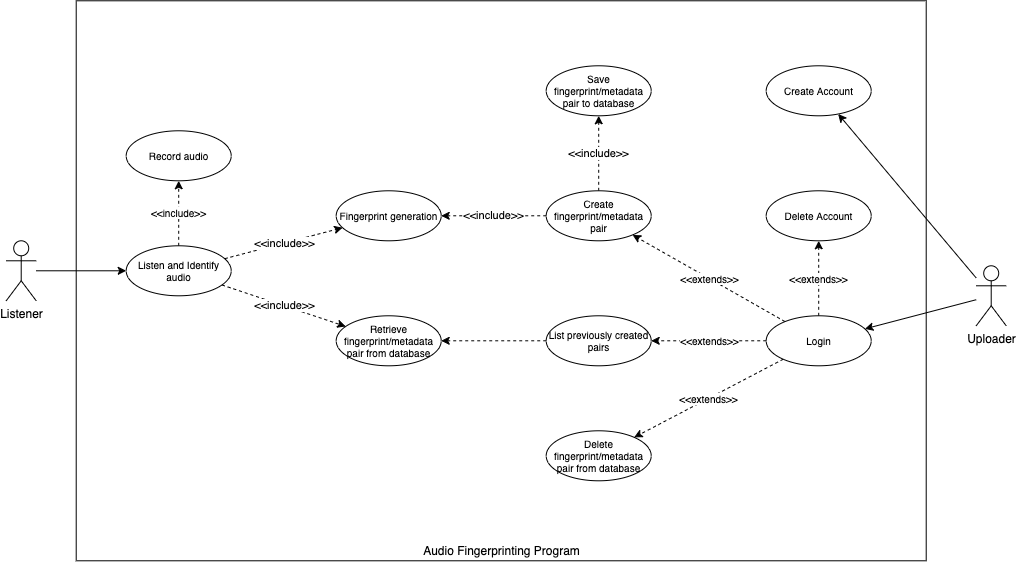 Save
fingerprint/metadata
pair to database
Create Account
Record audio
<<include>>
<<include>>
Fingerprint generation
<<include>>
Create
fingerprint/metadata
pair
Delete Account
<<include>>
Listen and Identify
audio
Listener
<<include>>
<<extends>>
<<extends>>
Retrieve
fingerprint/metadata
pair from database
List previously created
pairs
<<extends>>
Login
Uploader
<<extends>>
Delete
fingerprint/metadata
pair from database
Audio Fingerprinting Program